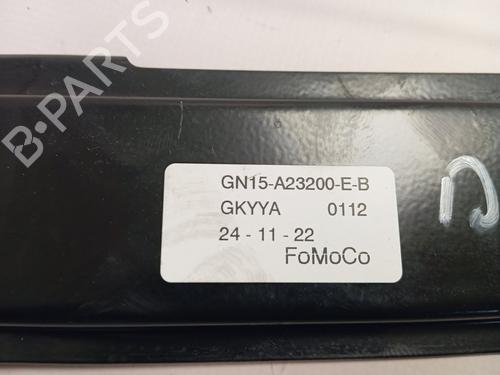 B-PARTS
GN15-A23200-E-B
GKYYA 0112
24 - 11 - 22
FoMoCo